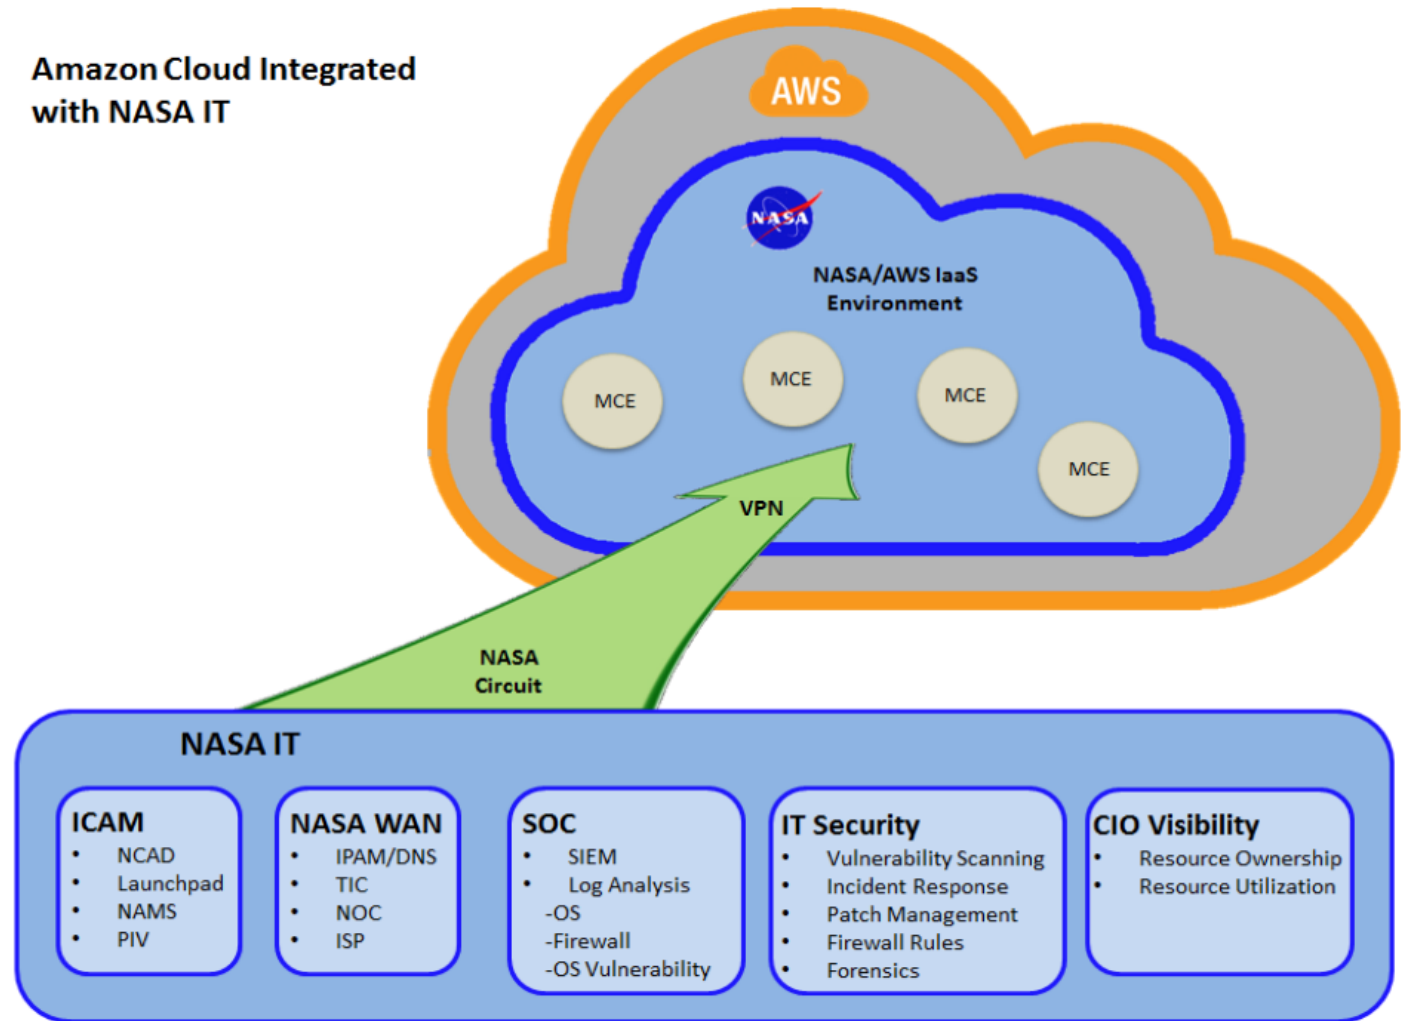 Amazon Cloud Integrated
with NASA IT
AWS
NASA
NASA/AWS IaaS
Environment
MCE
MCE
MCE
MCE
VPN
NASA
Circuit
NASA IT
ICAM
• NCAD
• Launchpad
• NAMS
• PIV
NASA WAN
• IPAM/DNS
• TIC
• NOC
• ISP
SOC
• SIEM
• Log Analysis
-OS
-Firewall
-OS Vulnerability
IT Security
• Vulnerability Scanning
• Incident Response
• Patch Management
• Firewall Rules
• Forensics
CIO Visibility
• Resource Ownership
• Resource Utilization